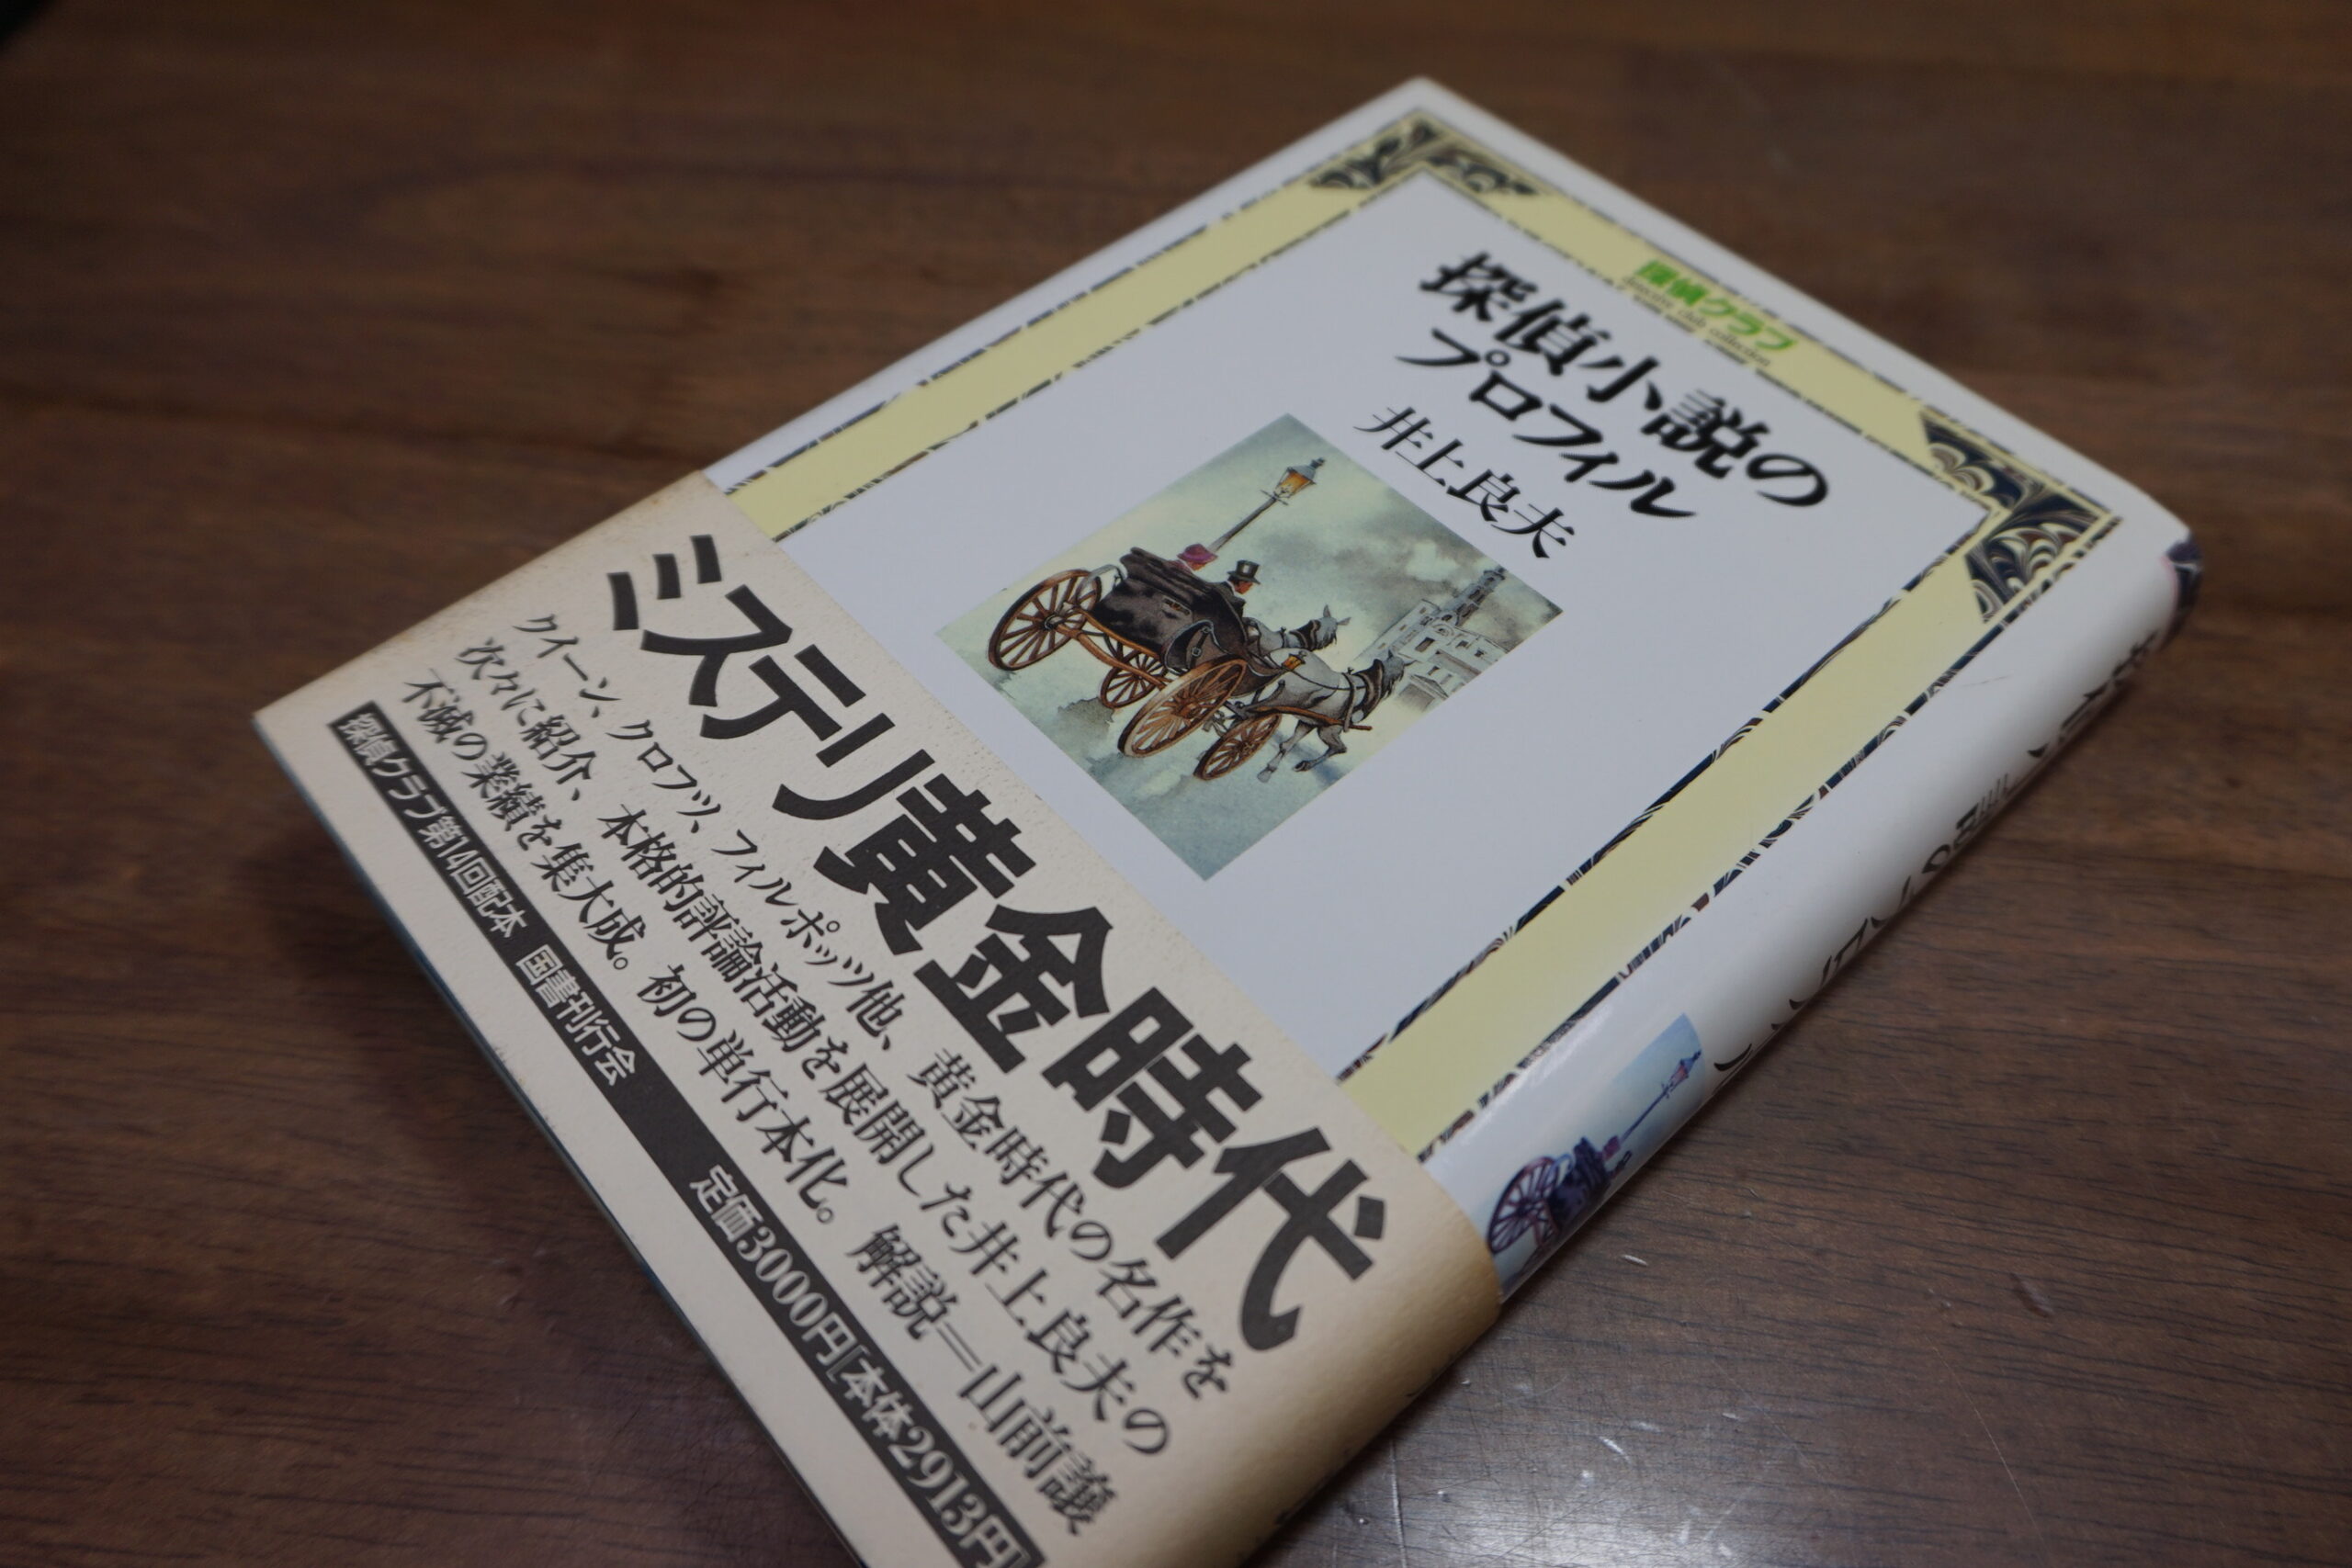 探偵クラブ
探偵小説の
プロフィル
井上良夫
ミステリ黄金時代
クイーン、クロフツ、フィルポッツ他、黄金時代の名作を
次々に紹介、本格的評論活動を展開した井上良夫の
不滅の業績を集大成。初の単行本化。解説=山前譲
探偵クラブ第14回配本 国書刊行会 定価3000円[本体2913円]